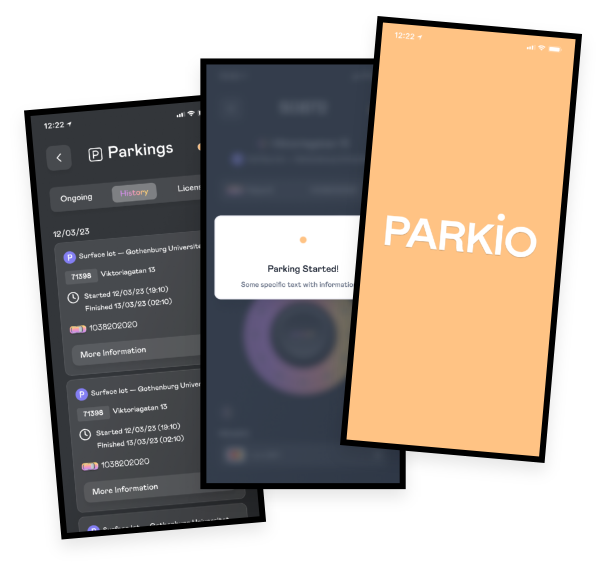 12:22
Parkings
Ongoing
History
12/03/23
P Surface lot — Gothenburg
71398
Viktoriagatan 13
Started 12/03/23 (19:10)
Finished 13/03/23 (02:10)
1038202020
More Information
P Surface lot — Gothenburg
71398
Viktoriagatan 13
Started 12/03/23 (19:10)
Finished 13/03/23 (02:10)
1038202020
More Information
Parking Started!
Some specific text with
12:22
PARKIO